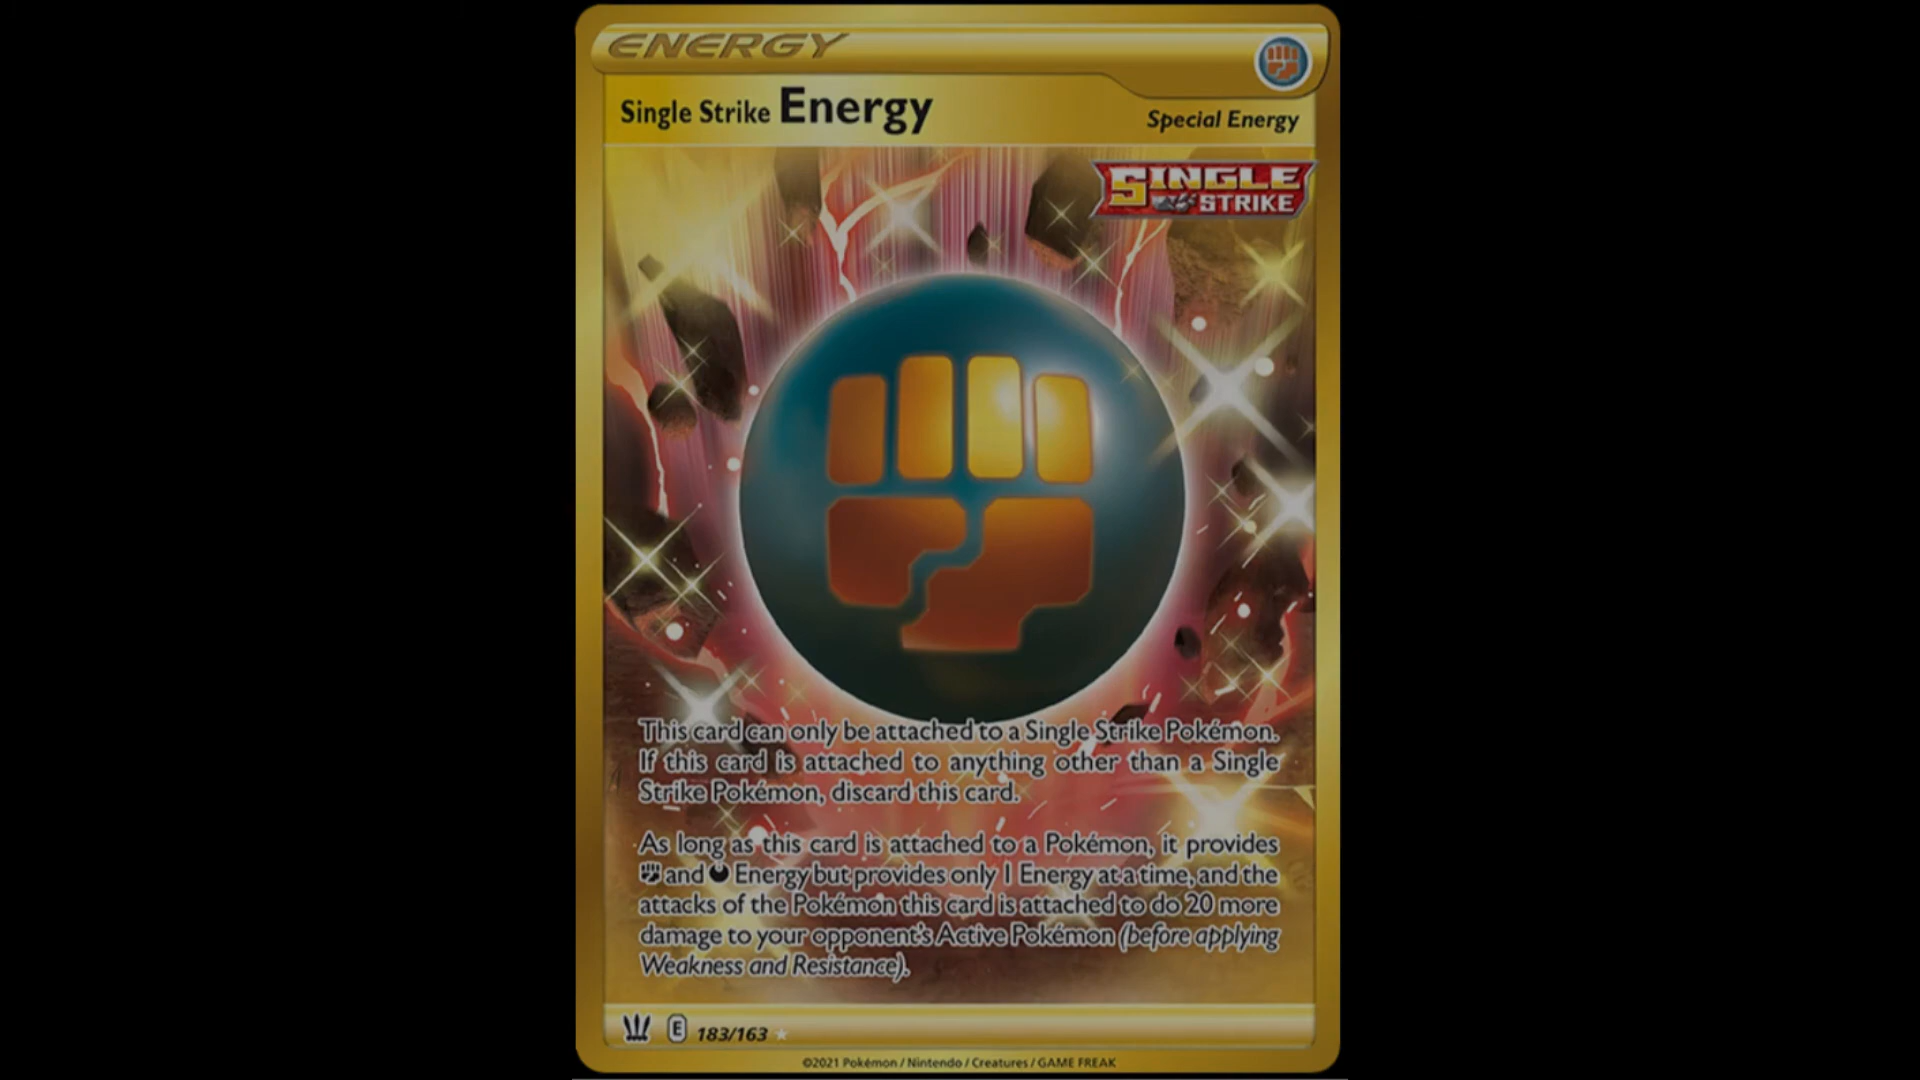 ENERGY
Single Strike Energy
Special Energy
SINGLE
STRIKE
This card can only be attached to a Single Strike Pokémon.
If this card is attached to anything other than a Single
Strike Pokémon, discard this card.
As long as this card is attached to a Pokémon, it provides
and Energy but provides only 1 Energy at a time, and the
attacks of the Pokémon this card is attached to do 20 more
damage to your opponent's Active Pokémon (before applying
Weakness and Resistance).
E 183/163
©2021 Pokémon / Nintendo / Creatures / GAME FREAK